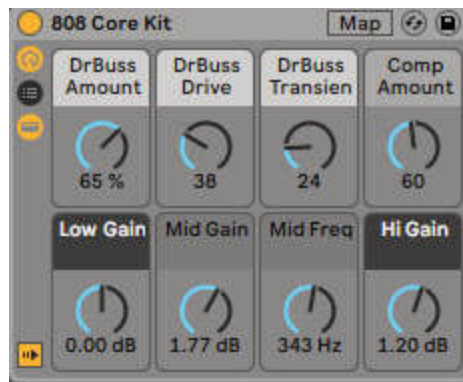 808 Core Kit Map
DrBuss Amount
DrBuss Drive
DrBuss Transien
Comp Amount
65 %
38
24
60
Low Gain
Mid Gain
Mid Freq
Hi Gain
0.00 dB
1.77 dB
343 Hz
1.20 dB